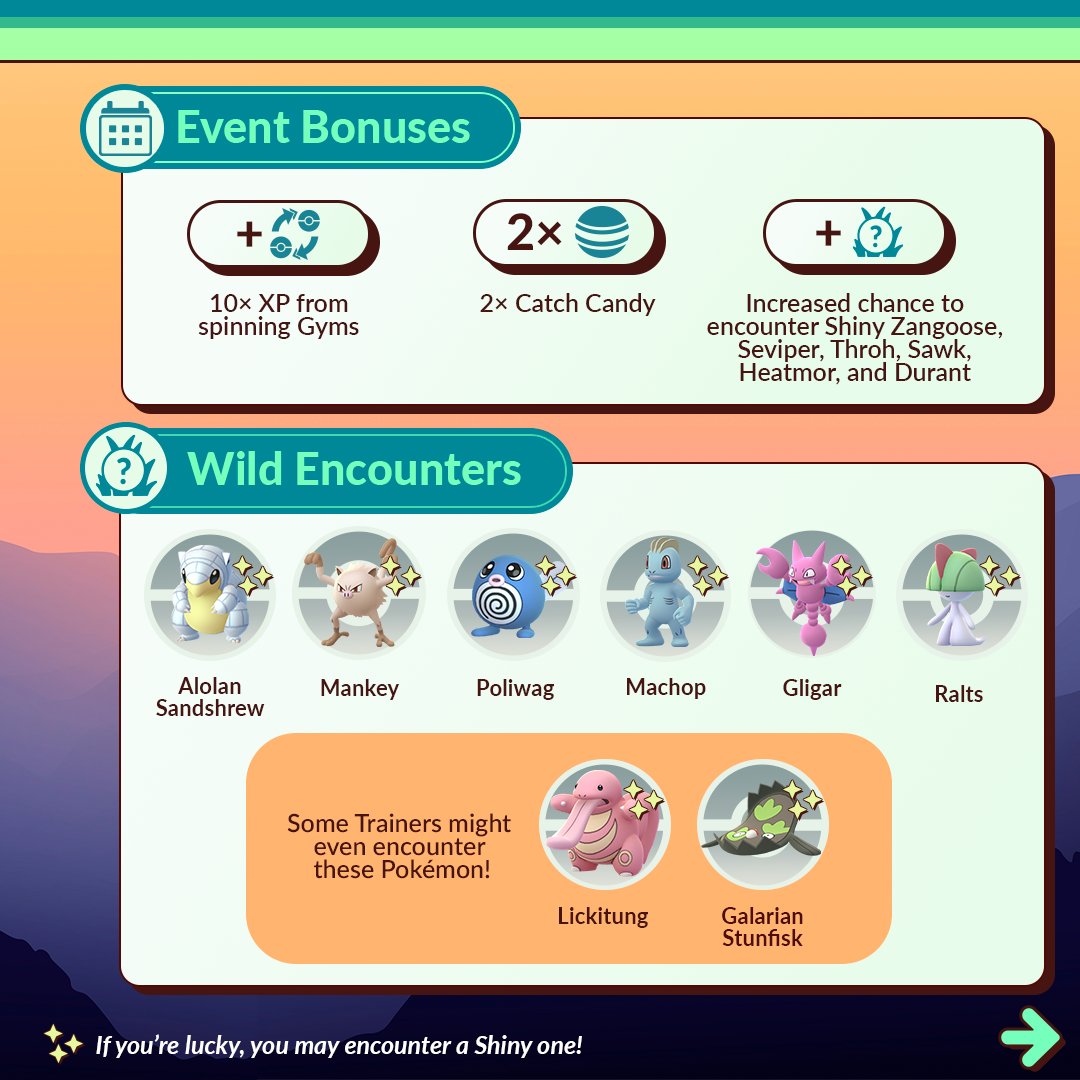 Event Bonuses
+
2×
+
?
10× XP from
spinning Gyms
2× Catch Candy
Increased chance to
encounter Shiny Zangoose,
Seviper, Throh, Sawk,
Heatmor, and Durant
?
Wild Encounters
Alolan
Sandshrew
Mankey
Poliwag
Machop
Gligar
Ralts
Some Trainers might
even encounter
these Pokémon!
Lickitung
Galarian
Stunfisk
If you're lucky, you may encounter a Shiny one!